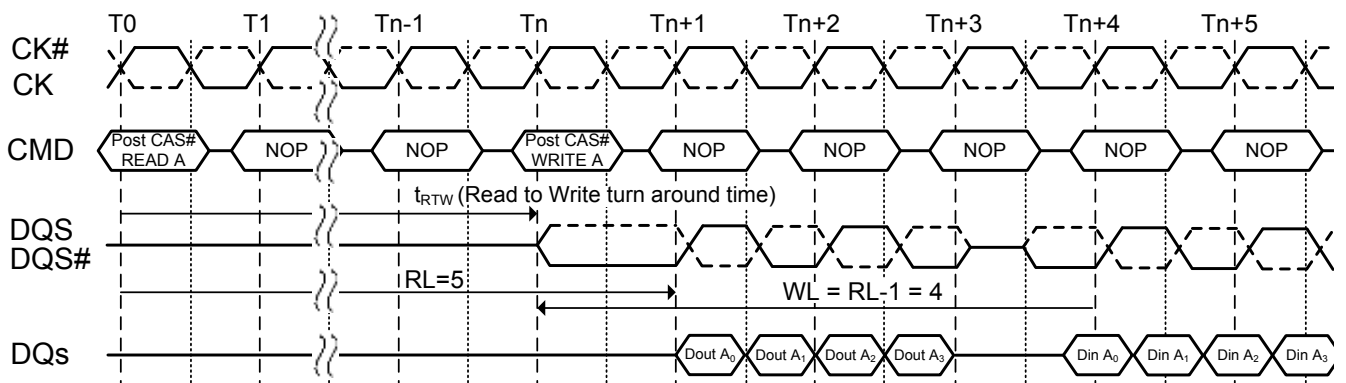 T0 T1 Tn-1 Tn Tn+1 Tn+2 Tn+3 Tn+4 Tn+5
CK#
CK
CMD Post CAS# READ A NOP NOP Post CAS# WRITE A NOP NOP NOP NOP NOP
tRTW (Read to Write turn around time)
DQS
DQS#
RL=5 WL = RL-1 = 4
DQs Dout A0 Dout A1 Dout A2 Dout A3 Din A0 Din A1 Din A2 Din A3